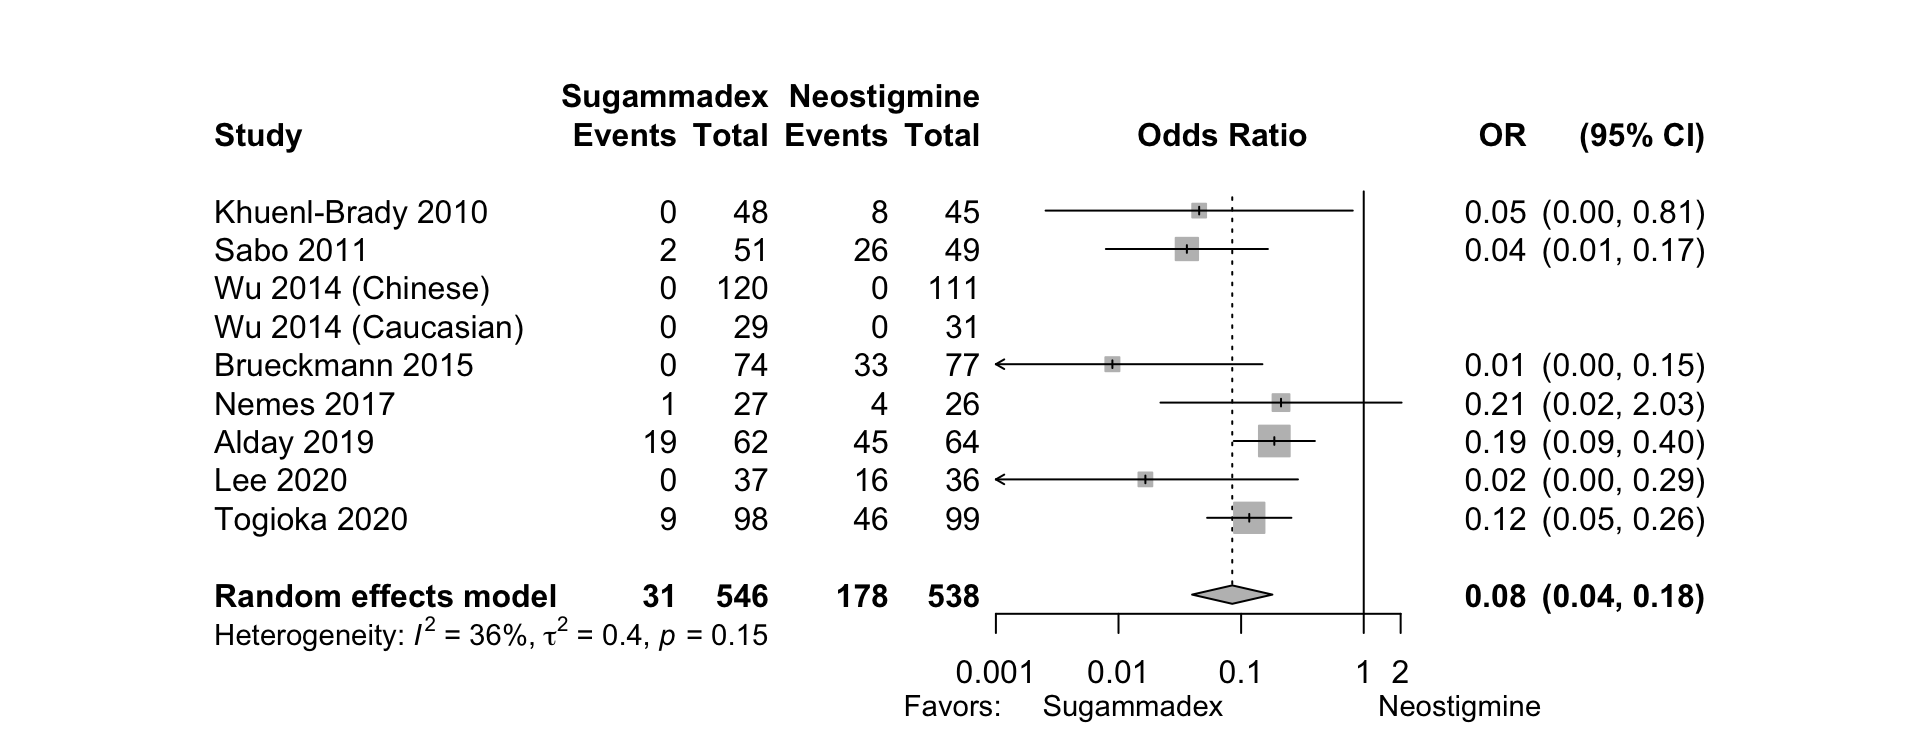 Sugammadex Neostigmine
Study Events Total Events Total Odds Ratio OR (95% CI)
Khuenl-Brady 2010 0 48 8 45 0.05 (0.00, 0.81)
Sabo 2011 2 51 26 49 0.04 (0.01, 0.17)
Wu 2014 (Chinese) 0 120 0 111
Wu 2014 (Caucasian) 0 29 0 31
Brueckmann 2015 0 74 33 77 0.01 (0.00, 0.15)
Nemes 2017 1 27 4 26 0.21 (0.02, 2.03)
Alday 2019 19 62 45 64 0.19 (0.09, 0.40)
Lee 2020 0 37 16 36 0.02 (0.00, 0.29)
Togioka 2020 9 98 46 99 0.12 (0.05, 0.26)
Random effects model 31 546 178 538 0.08 (0.04, 0.18)
Heterogeneity: I² = 36%, τ² = 0.4, p = 0.15
0.001 0.01 0.1 1 2
Favors: Sugammadex Neostigmine